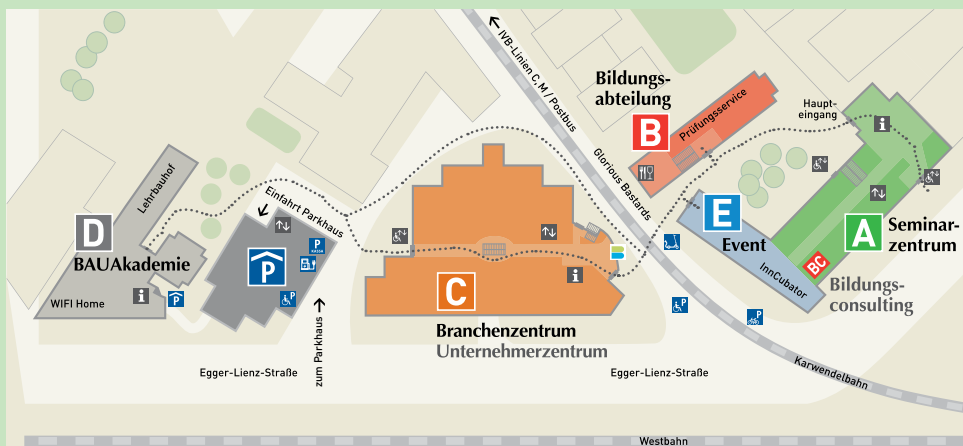 IVB-Linien C, M / Postbus
Bildungs-
abteilung
B
Prüfungsservice
Haupt-
eingang
i
Glorious Bastards
Lehrbauhof
Einfahrt Parkhaus
D
BAUAkademie
P
P
KASSA
E
Event
A
Seminar-
zentrum
InnCubator
BC
Bildungs-
consulting
WIFI Home
i
P
P
C
i
P
P
Branchenzentrum
Unternehmerzentrum
zum Parkhaus
Egger-Lienz-Straße
Egger-Lienz-Straße
Karwendelbahn
Westbahn